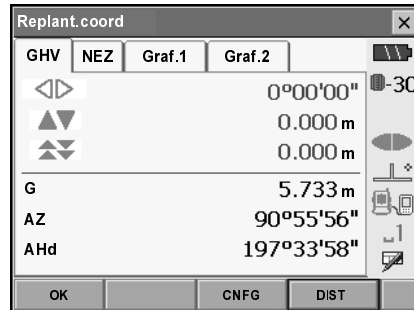 Replant.coord
GHV NEZ Graf.1 Graf.2
0°00'00"
0.000 m
0.000 m
G 5.733 m
AZ 90°55'56"
AHd 197°33'58"
-30
1
OK CNFG DIST